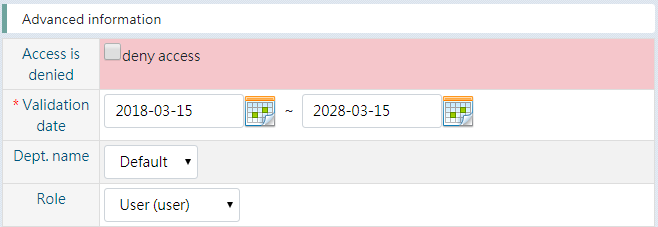 Advanced information
Access is denied
deny access
* Validation date
2018-03-15 ~ 2028-03-15
Dept. name
Default
Role
User (user)